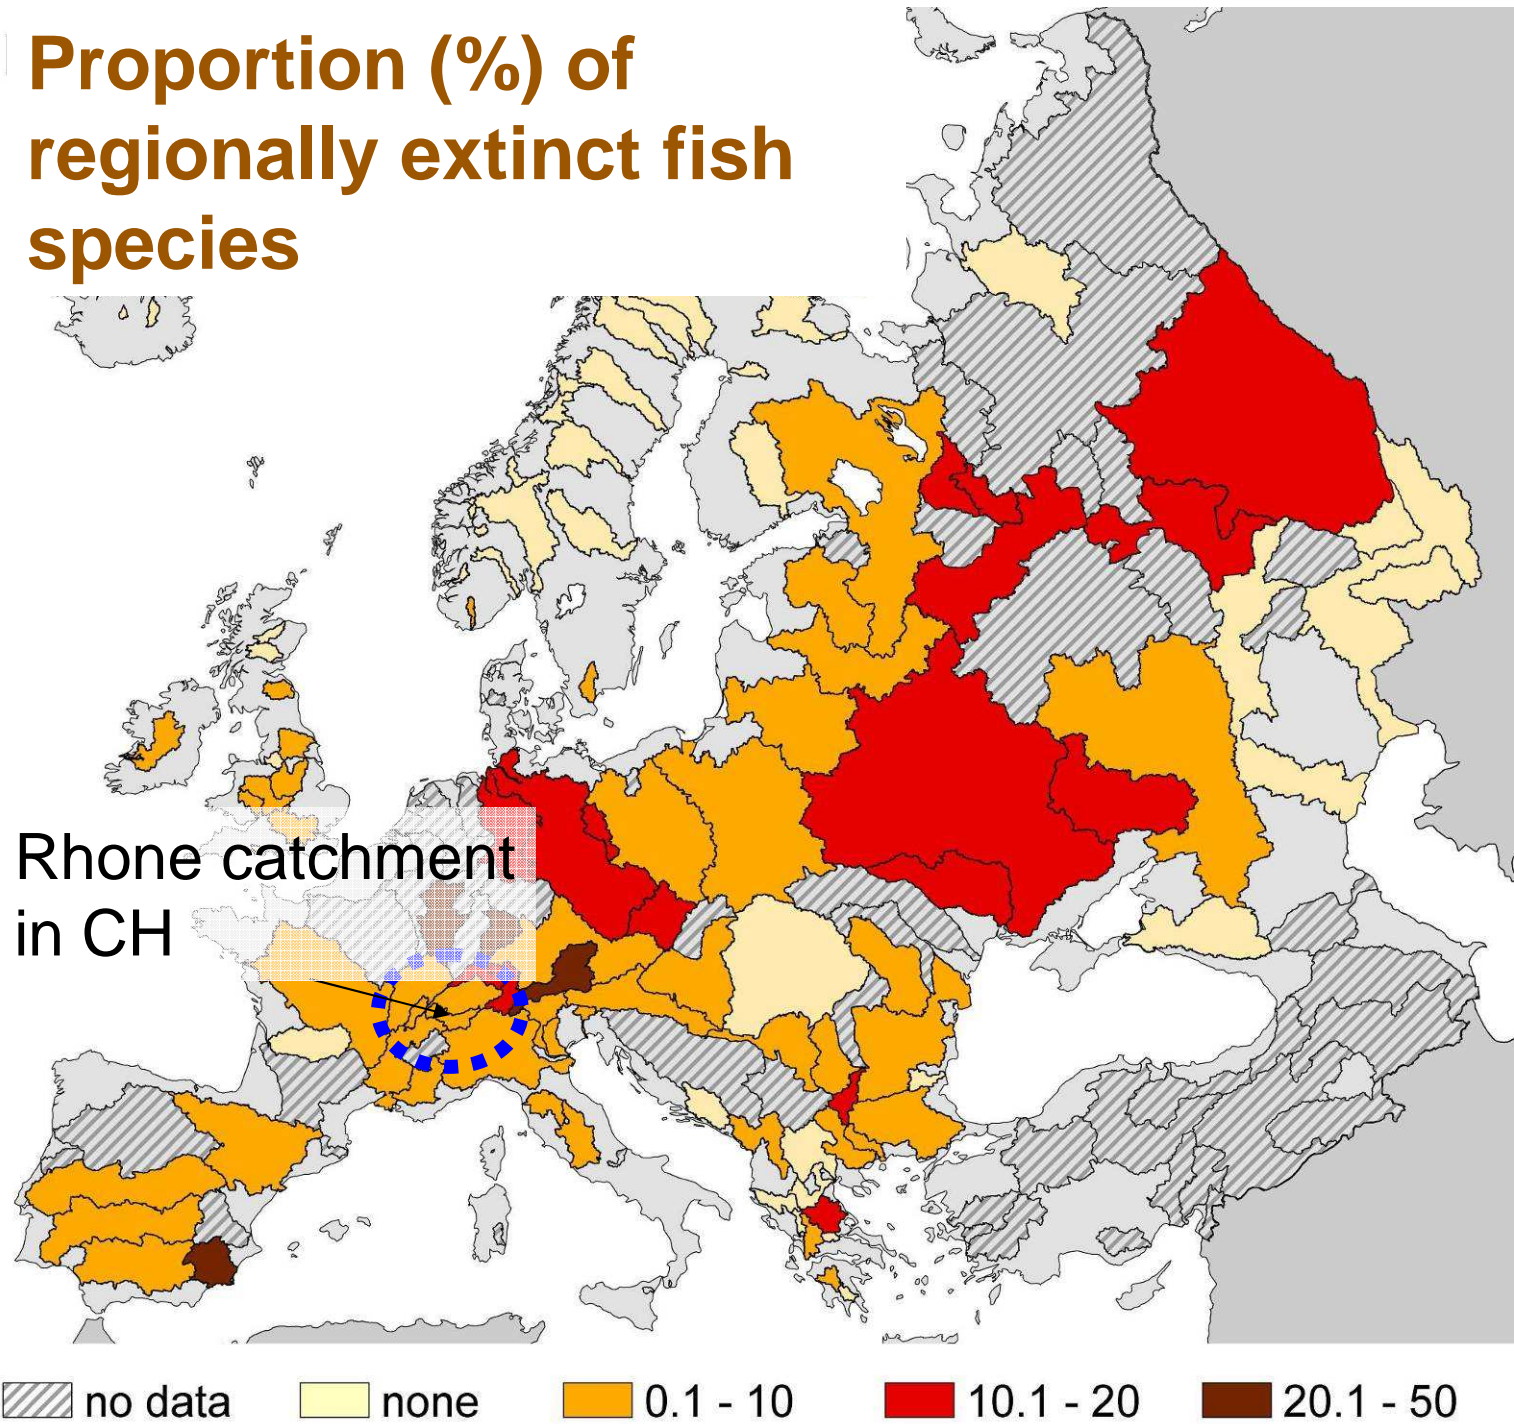 Proportion (%) of
regionally extinct fish
species
Rhone catchment
in CH
no data
none
0.1 - 10
10.1 - 20
20.1 - 50